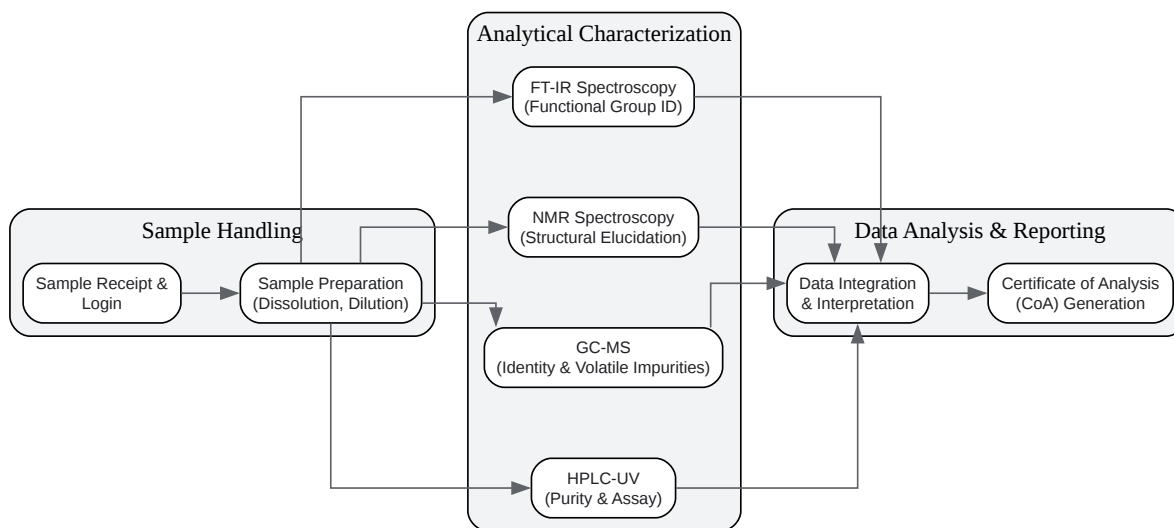 Analytical Characterization
FT-IR Spectroscopy
(Functional Group ID)
NMR Spectroscopy
(Structural Elucidation)
GC-MS
(Identity & Volatile Impurities)
HPLC-UV
(Purity & Assay)
Sample Handling
Sample Receipt &
Login
Sample Preparation
(Dissolution, Dilution)
Data Analysis & Reporting
Data Integration
& Interpretation
Certificate of Analysis
(CoA) Generation